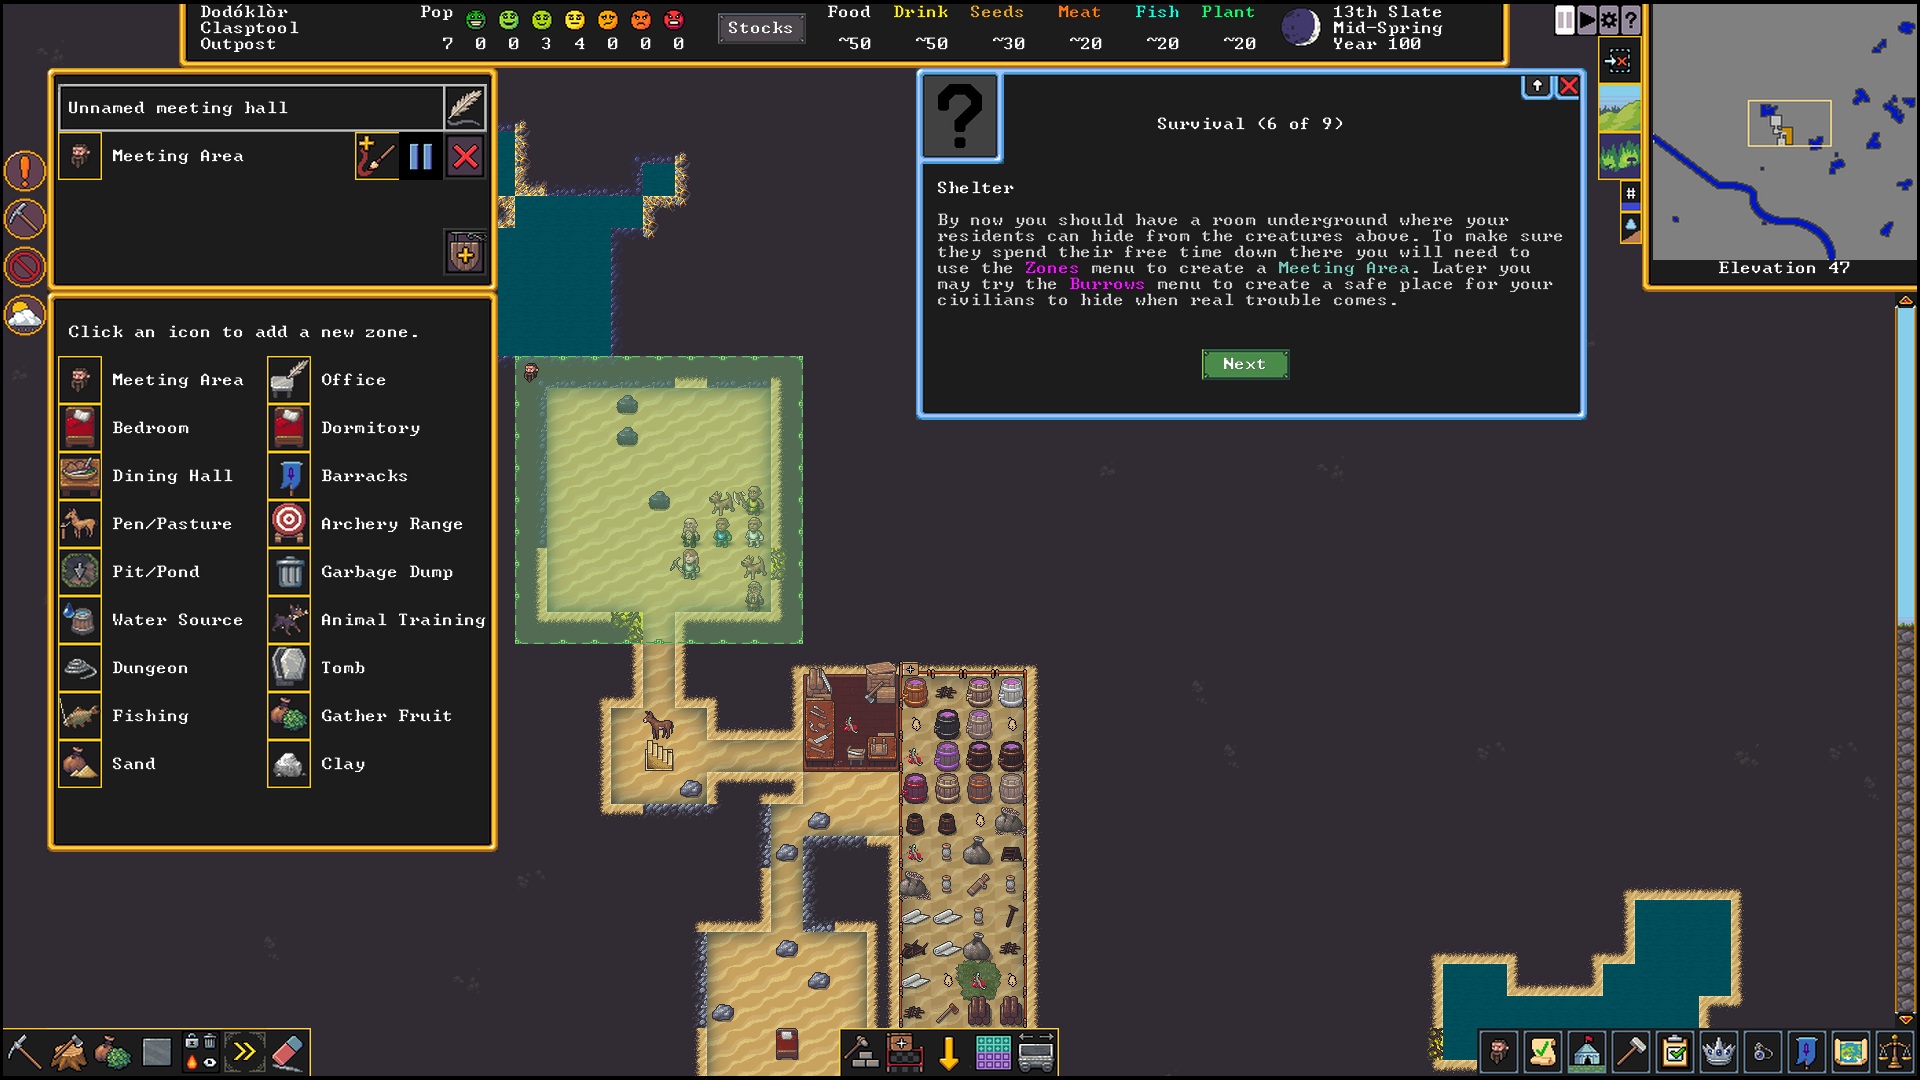 Dodóklòr
Clasptool
Outpost
Pop
7 0 0 3 4 0 0 0
Stocks
Food Drink Seeds Meat Fish Plant
~50 ~50 ~30 ~20 ~20 ~20
13th Slate
Mid-Spring
Year 100
?
#
Elevation 47
Unnamed meeting hall
Meeting Area
Click an icon to add a new zone.
Meeting Area Office
Bedroom Dormitory
Dining Hall Barracks
Pen/Pasture Archery Range
Pit/Pond Garbage Dump
Water Source Animal Training
Dungeon Tomb
Fishing Gather Fruit
Sand Clay
?
Survival (6 of 9)
Shelter
By now you should have a room underground where your
residents can hide from the creatures above. To make sure
they spend their free time down there you will need to
use the Zones menu to create a Meeting Area. Later you
may try the Burrows menu to create a safe place for your
civilians to hide when real trouble comes.
Next